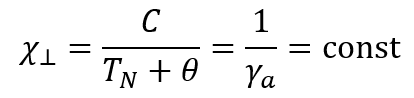 χ⊥ = C / (T_N + θ) = 1 / γ_a = const